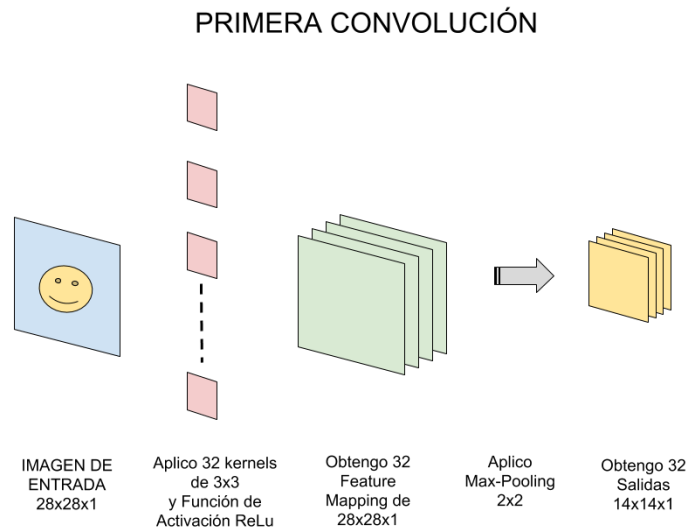 PRIMERA CONVOLUCIÓN
IMAGEN DE
ENTRADA
28x28x1
Aplico 32 kernels
de 3x3
y Función de
Activación ReLu
Obtengo 32
Feature
Mapping de
28x28x1
Aplico
Max-Pooling
2x2
Obtengo 32
Salidas
14x14x1